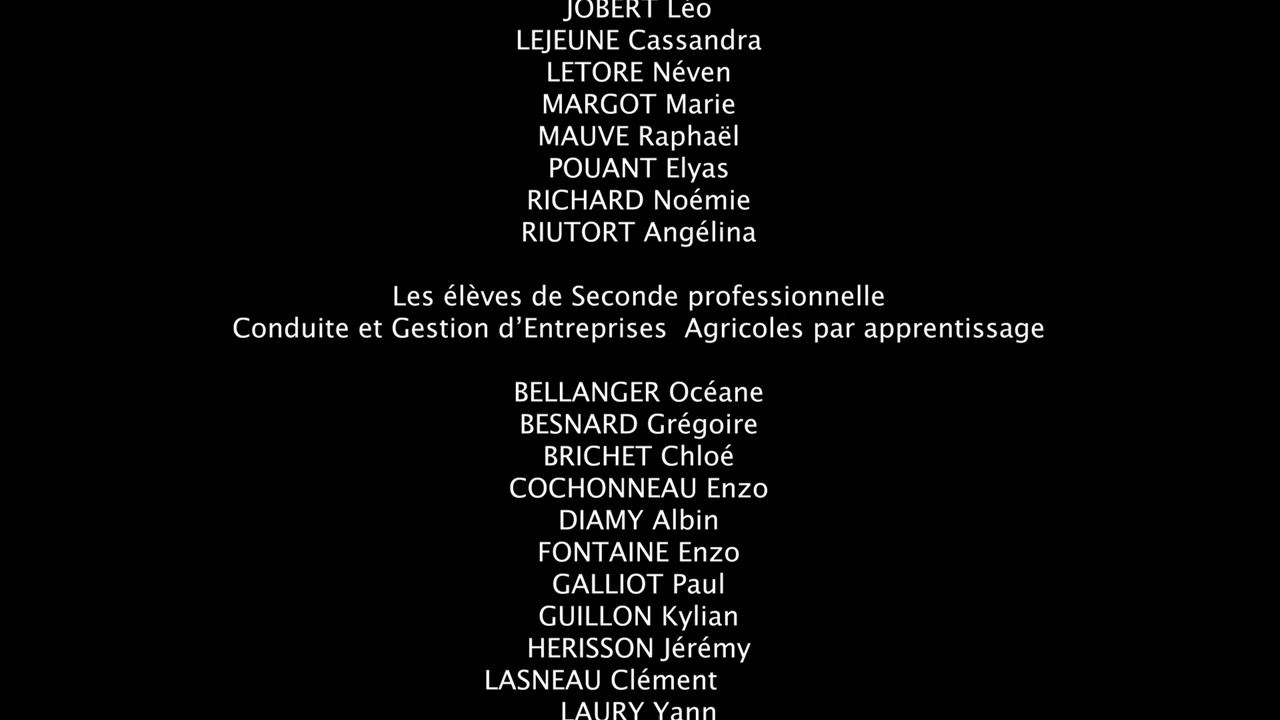 JOBERT Léo
LEJEUNE Cassandra
LETORE Néven
MARGOT Marie
MAUVE Raphaël
POUANT Elyas
RICHARD Noémie
RIUTORT Angélina
Les élèves de Seconde professionnelle
Conduite et Gestion d’Entreprises  Agricoles par apprentissage
BELLANGER Océane
BESNARD Grégoire
BRICHET Chloé
COCHONNEAU Enzo
DIAMY Albin
FONTAINE Enzo
GALLIOT Paul
GUILLON Kylian
HERISSON Jérémy
LASNEAU Clément
LAURY Yann